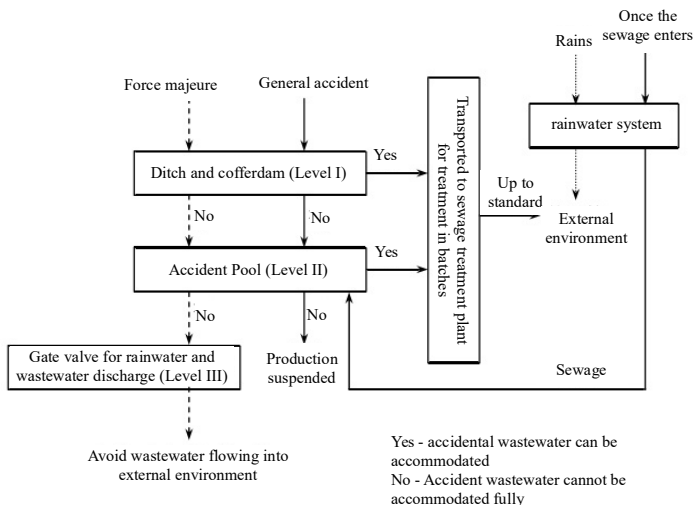 Once the
sewage enters
Rains
Force majeure
General accident
rainwater system
Transported to sewage treatment plant
for treatment in batches
Yes
Ditch and cofferdam (Level I)
Up to
standard
No
No
External
environment
Yes
Accident Pool (Level II)
No
No
Gate valve for rainwater and
wastewater discharge (Level III)
Production
suspended
Sewage
Avoid wastewater flowing into
external environment
Yes - accidental wastewater can be
accommodated
No - Accident wastewater cannot be
accommodated fully